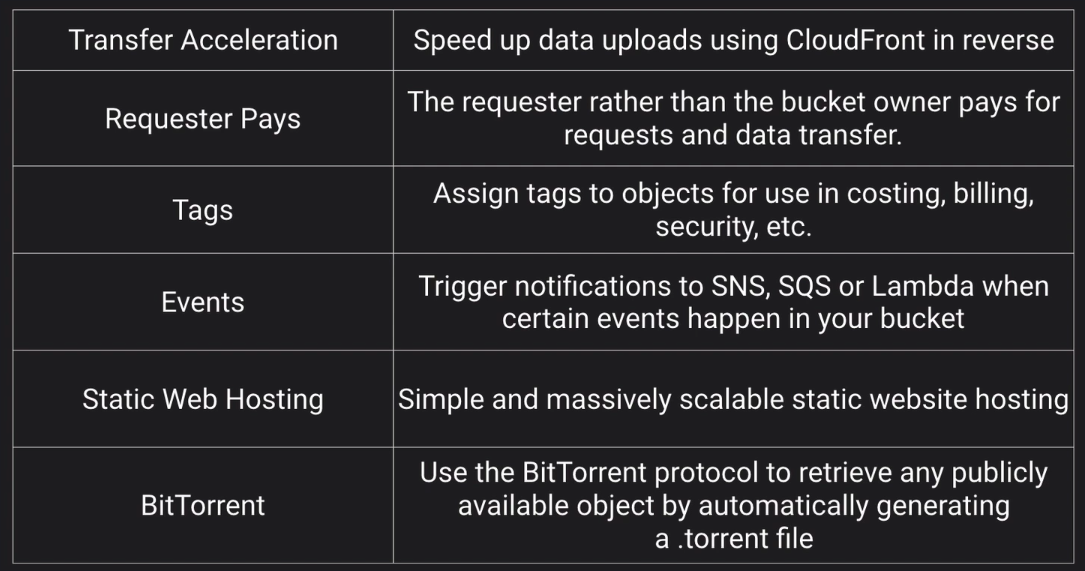 Transfer Acceleration
Speed up data uploads using CloudFront in reverse
Requester Pays
The requester rather than the bucket owner pays for
requests and data transfer.
Tags
Assign tags to objects for use in costing, billing,
security, etc.
Events
Trigger notifications to SNS, SQS or Lambda when
certain events happen in your bucket
Static Web Hosting
Simple and massively scalable static website hosting
BitTorrent
Use the BitTorrent protocol to retrieve any publicly
available object by automatically generating
a .torrent file